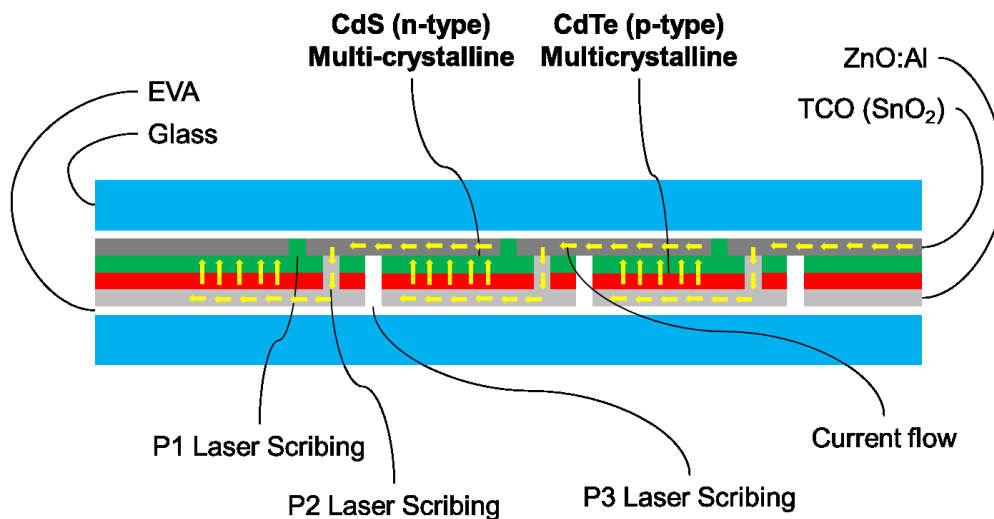 CdS (n-type)
Multi-crystalline
CdTe (p-type)
Multicrystalline
ZnO:Al
TCO (SnO₂)
EVA
Glass
P1 Laser Scribing
P2 Laser Scribing
P3 Laser Scribing
Current flow